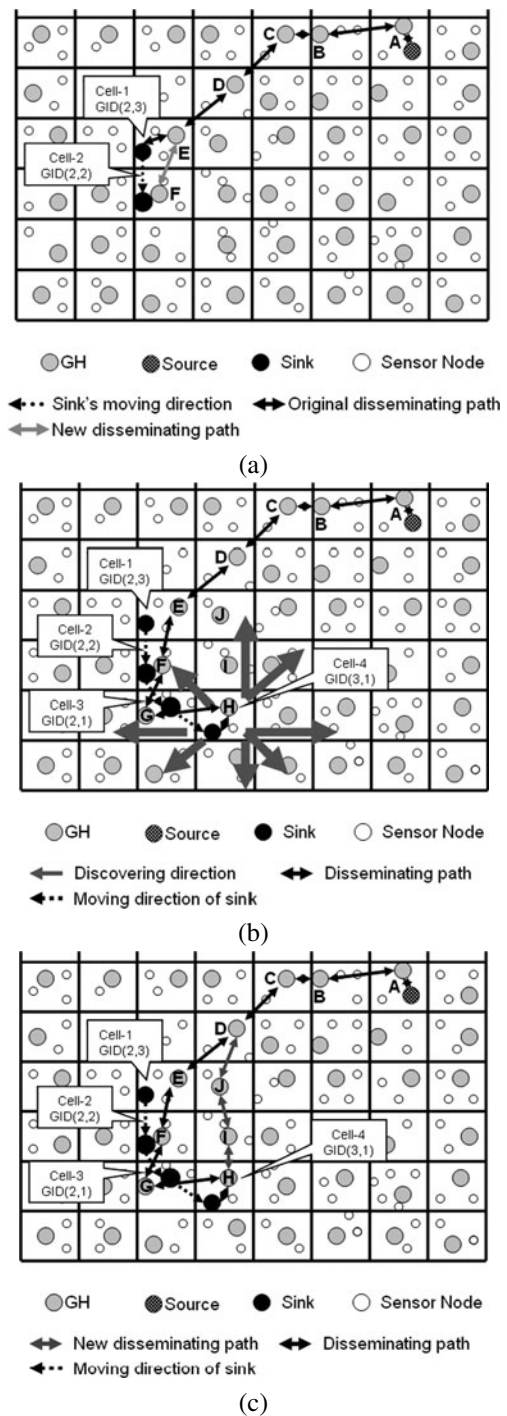 C
B
A
D
Cell-1
GID(2,3)
E
Cell-2
GID(2,2)
F
GH
Source
Sink
Sensor Node
Sink's moving direction
Original disseminating path
New disseminating path
(a)
C
B
A
D
Cell-1
GID(2,3)
E
J
Cell-2
GID(2,2)
F
I
Cell-4
GID(3,1)
Cell-3
GID(2,1)
G
H
GH
Source
Sink
Sensor Node
Discovering direction
Disseminating path
Moving direction of sink
(b)
C
B
A
D
Cell-1
GID(2,3)
E
J
Cell-2
GID(2,2)
F
I
Cell-4
GID(3,1)
Cell-3
GID(2,1)
G
H
GH
Source
Sink
Sensor Node
New disseminating path
Disseminating path
Moving direction of sink
(c)